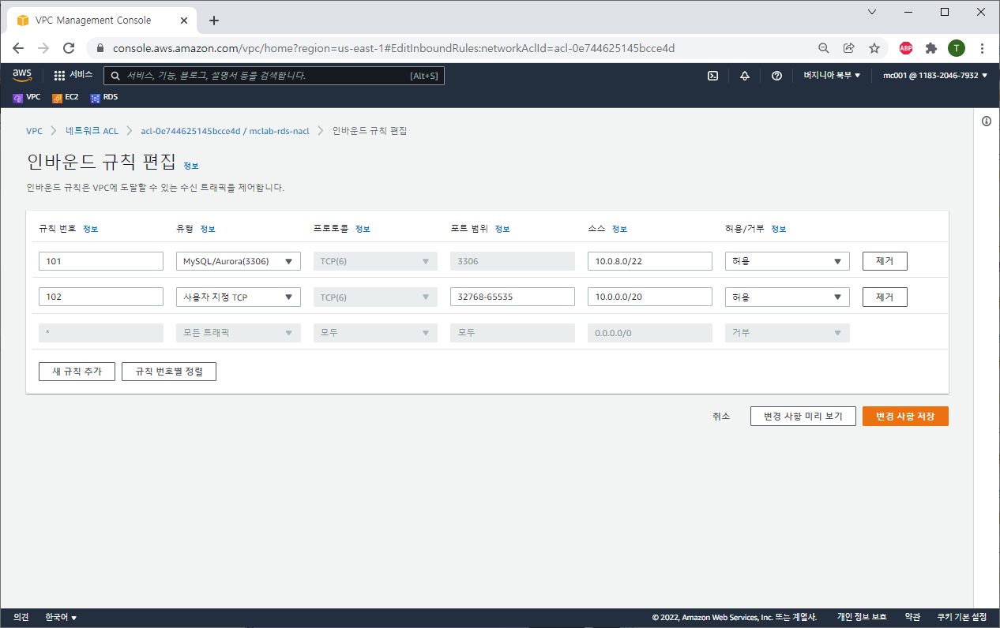 VPC Management Console
console.aws.amazon.com/vpc/home?region=us-east-1#EditInboundRules:networkAclId=acl-0e744625145bcce4d
ABP
T
aws
서비스
서비스, 기능, 블로그, 설명서 등을 검색합니다.
[Alt+S]
버지니아 북부
mc001 @ 1183-2046-7932
VPC EC2 RDS
VPC 네트워크 ACL acl-0e744625145bcce4d / mclab-rds-nacl 인바운드 규칙 편집
인바운드 규칙 편집 정보
인바운드 규칙은 VPC에 도달할 수 있는 수신 트래픽을 제어합니다.
규칙 번호 정보 유형 정보 프로토콜 정보 포트 범위 정보 소스 정보 허용/거부 정보
101 MySQL/Aurora(3306) TCP(6) 3306 10.0.8.0/22 허용 제거
102 사용자 지정 TCP TCP(6) 32768-65535 10.0.0.0/20 허용 제거
* 모든 트래픽 모두 모두 0.0.0.0/0 거부
새 규칙 추가 규칙 번호별 정렬
취소 변경 사항 미리 보기 변경 사항 저장
의견 한국어 © 2022, Amazon Web Services, Inc. 또는 계열사. 개인 정보 보호 약관 쿠키 기본 설정